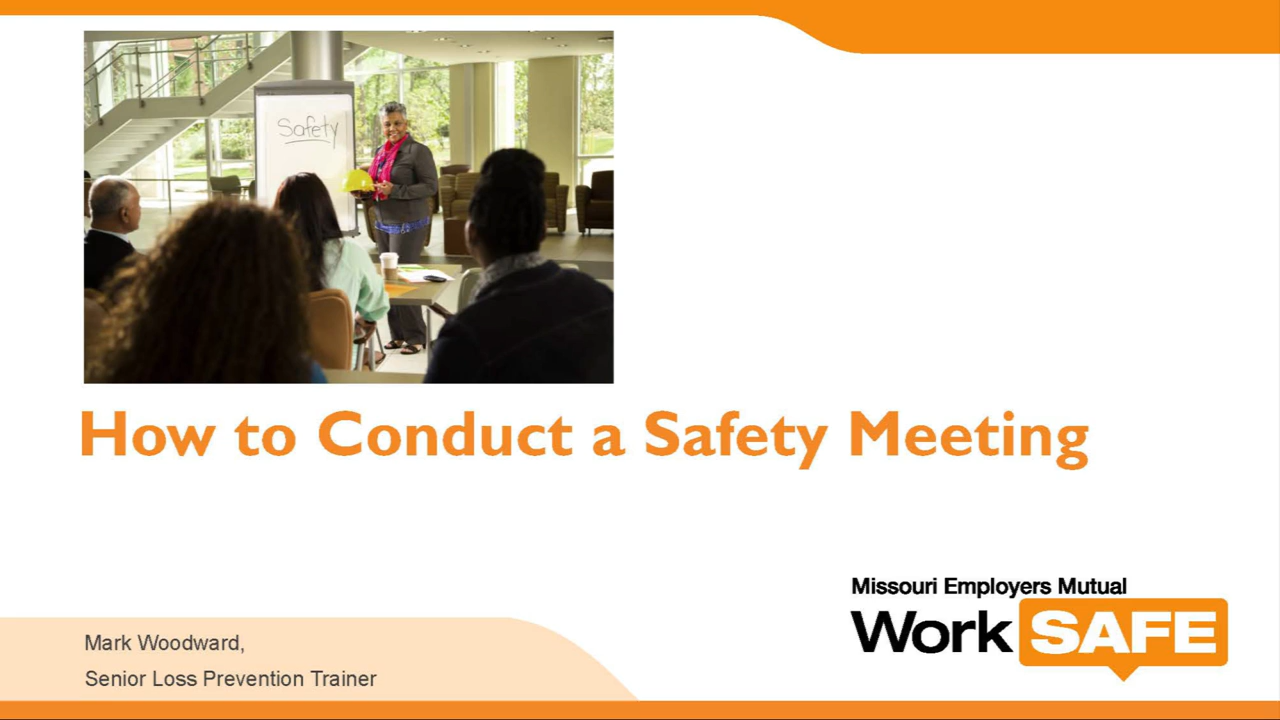 Safety
How to Conduct a Safety Meeting
Missouri Employers Mutual
Work SAFE
Mark Woodward,
Senior Loss Prevention Trainer